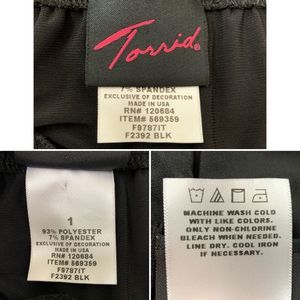 Torrid®
7% SPANDEX
EXCLUSIVE OF DECORATION
MADE IN USA
RN# 120684
ITEM# 569359
F9787IT
F2392 BLK
1
93% POLYESTER
7% SPANDEX
EXCLUSIVE OF DECORATION
MADE IN USA
RN# 120684
ITEM# 569359
F9787IT
F2392 BLK
MACHINE WASH COLD
WITH LIKE COLORS.
ONLY NON-CHLORINE
BLEACH WHEN NEEDED.
LINE DRY. COOL IRON
IF NECESSARY.